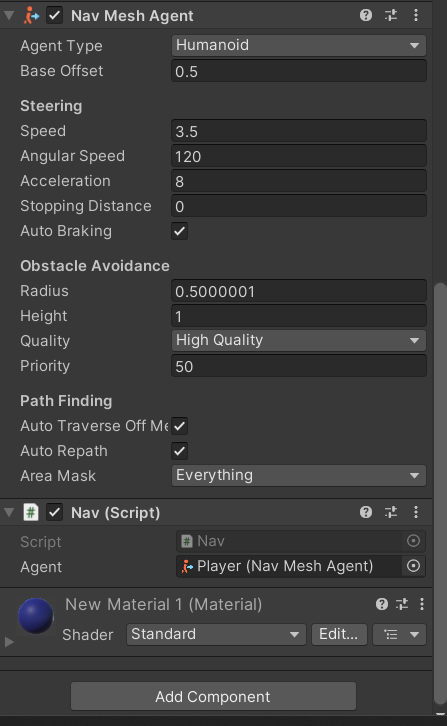 Nav Mesh Agent
Agent Type Humanoid
Base Offset 0.5
Steering
Speed 3.5
Angular Speed 120
Acceleration 8
Stopping Distance 0
Auto Braking
Obstacle Avoidance
Radius 0.5000001
Height 1
Quality High Quality
Priority 50
Path Finding
Auto Traverse Off Me
Auto Repath
Area Mask Everything
# Nav (Script)
Script # Nav
Agent Player (Nav Mesh Agent)
New Material 1 (Material)
Shader Standard Edit...
Add Component